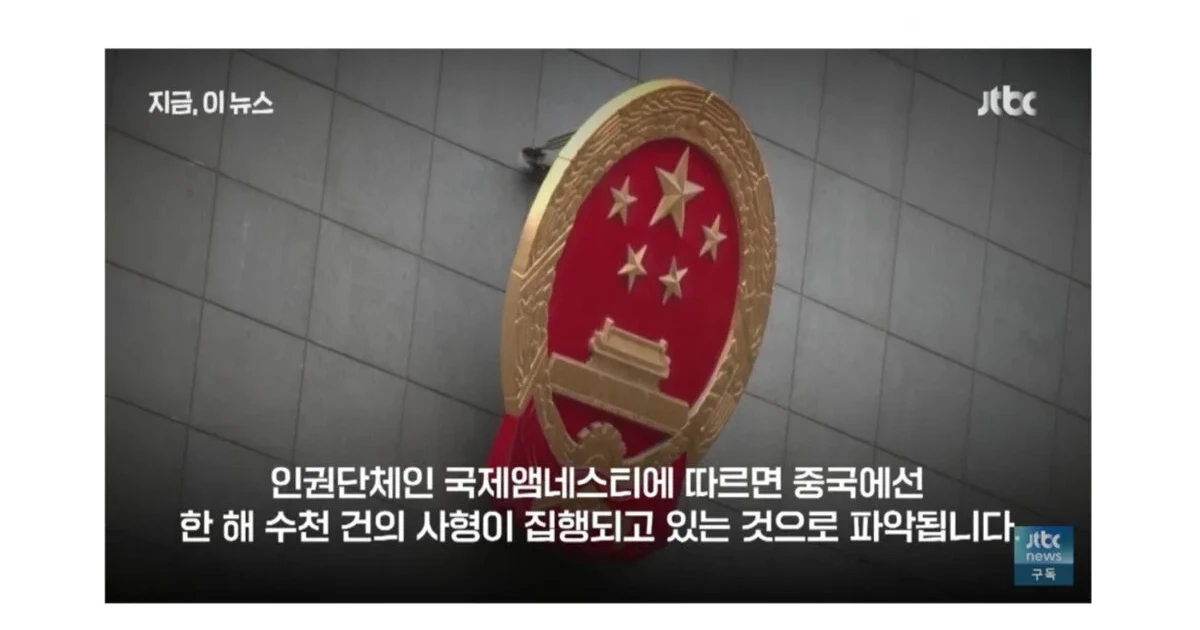 지금, 이 뉴스
jtbc
인권단체인 국제앰네스티에 따르면 중국에선
한 해 수천 건의 사형이 집행되고 있는 것으로 파악됩니다.
jtbc
news
구독